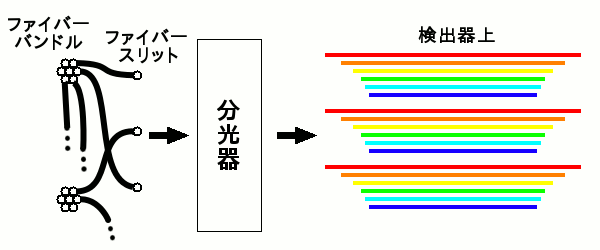 ファイバー
バンドル
ファイバー
スリット
分光器
検出器上